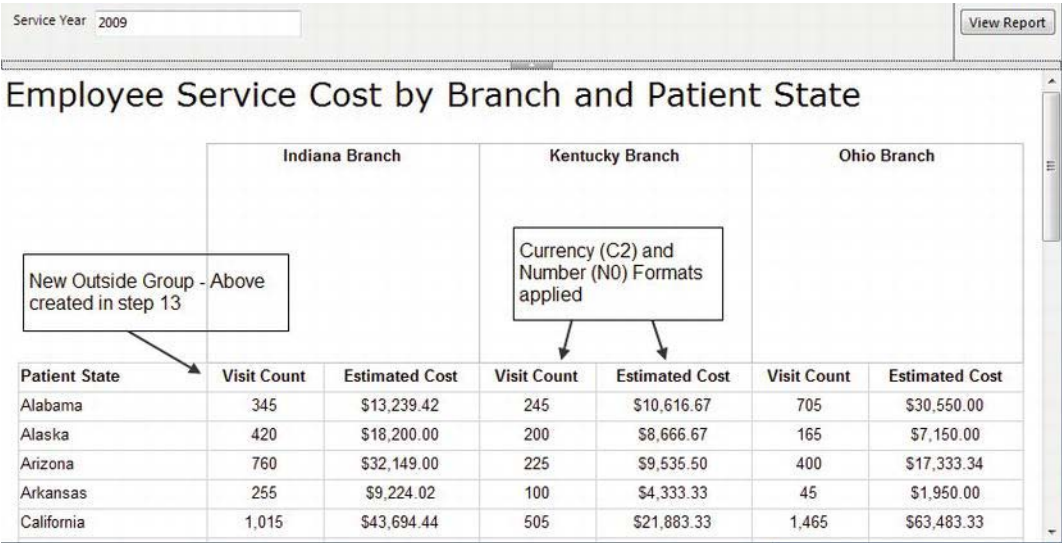 Service Year 2009 View Report
Employee Service Cost by Branch and Patient State
Indiana Branch Kentucky Branch Ohio Branch
New Outside Group - Above
created in step 13
Currency (C2) and
Number (N0) Formats
applied
Patient State Visit Count Estimated Cost Visit Count Estimated Cost Visit Count Estimated Cost
Alabama 345 $13,239.42 245 $10,616.67 705 $30,550.00
Alaska 420 $18,200.00 200 $8,666.67 165 $7,150.00
Arizona 760 $32,149.00 225 $9,535.50 400 $17,333.34
Arkansas 255 $9,224.02 100 $4,333.33 45 $1,950.00
California 1,015 $43,694.44 505 $21,883.33 1,465 $63,483.33